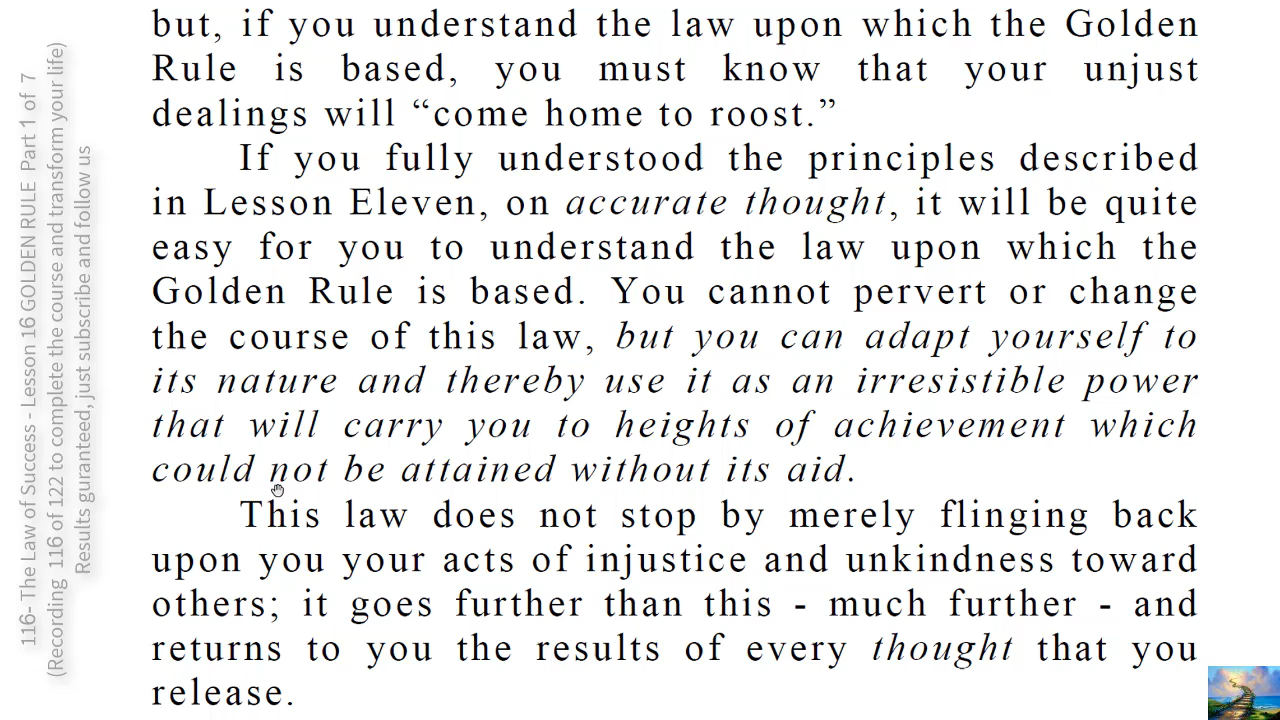 but, if you understand the law upon which the Golden
Rule is based, you must know that your unjust
dealings will “come home to roost.”
If you fully understood the principles described
in Lesson Eleven, on accurate thought, it will be quite
easy for you to understand the law upon which the
Golden Rule is based. You cannot pervert or change
the course of this law, but you can adapt yourself to
its nature and thereby use it as an irresistible power
that will carry you to heights of achievement which
could not be attained without its aid.
This law does not stop by merely flinging back
upon you your acts of injustice and unkindness toward
others; it goes further than this - much further - and
returns to you the results of every thought that you
release.
116- The Law of Success - Lesson 16 GOLDEN RULE Part 1 of 7
(Recording 116 of 122 to complete the course and transform your life)
Results guranteed, just subscribe and follow us